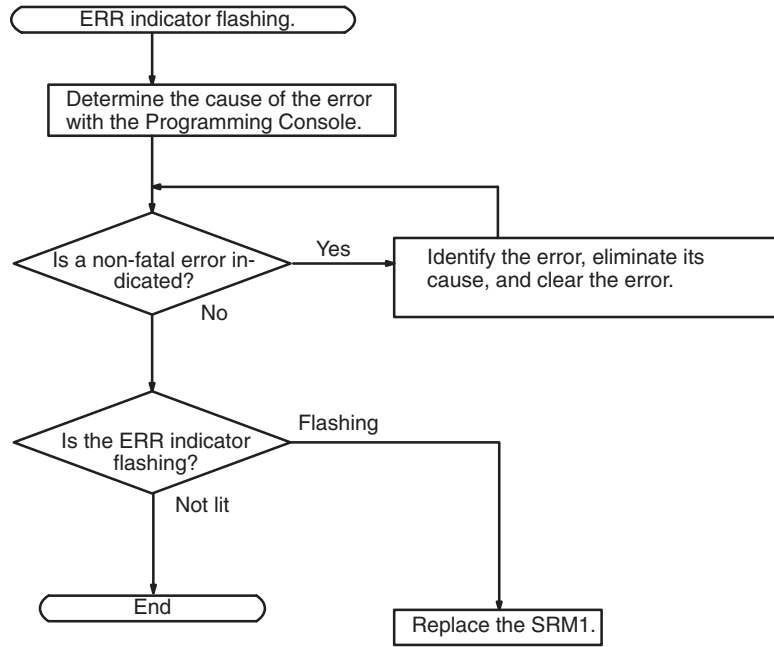 ERR indicator flashing.
Determine the cause of the error
with the Programming Console.
Is a non-fatal error in-
dicated?
Yes
Identify the error, eliminate its
cause, and clear the error.
No
Is the ERR indicator
flashing?
Flashing
Not lit
End
Replace the SRM1.